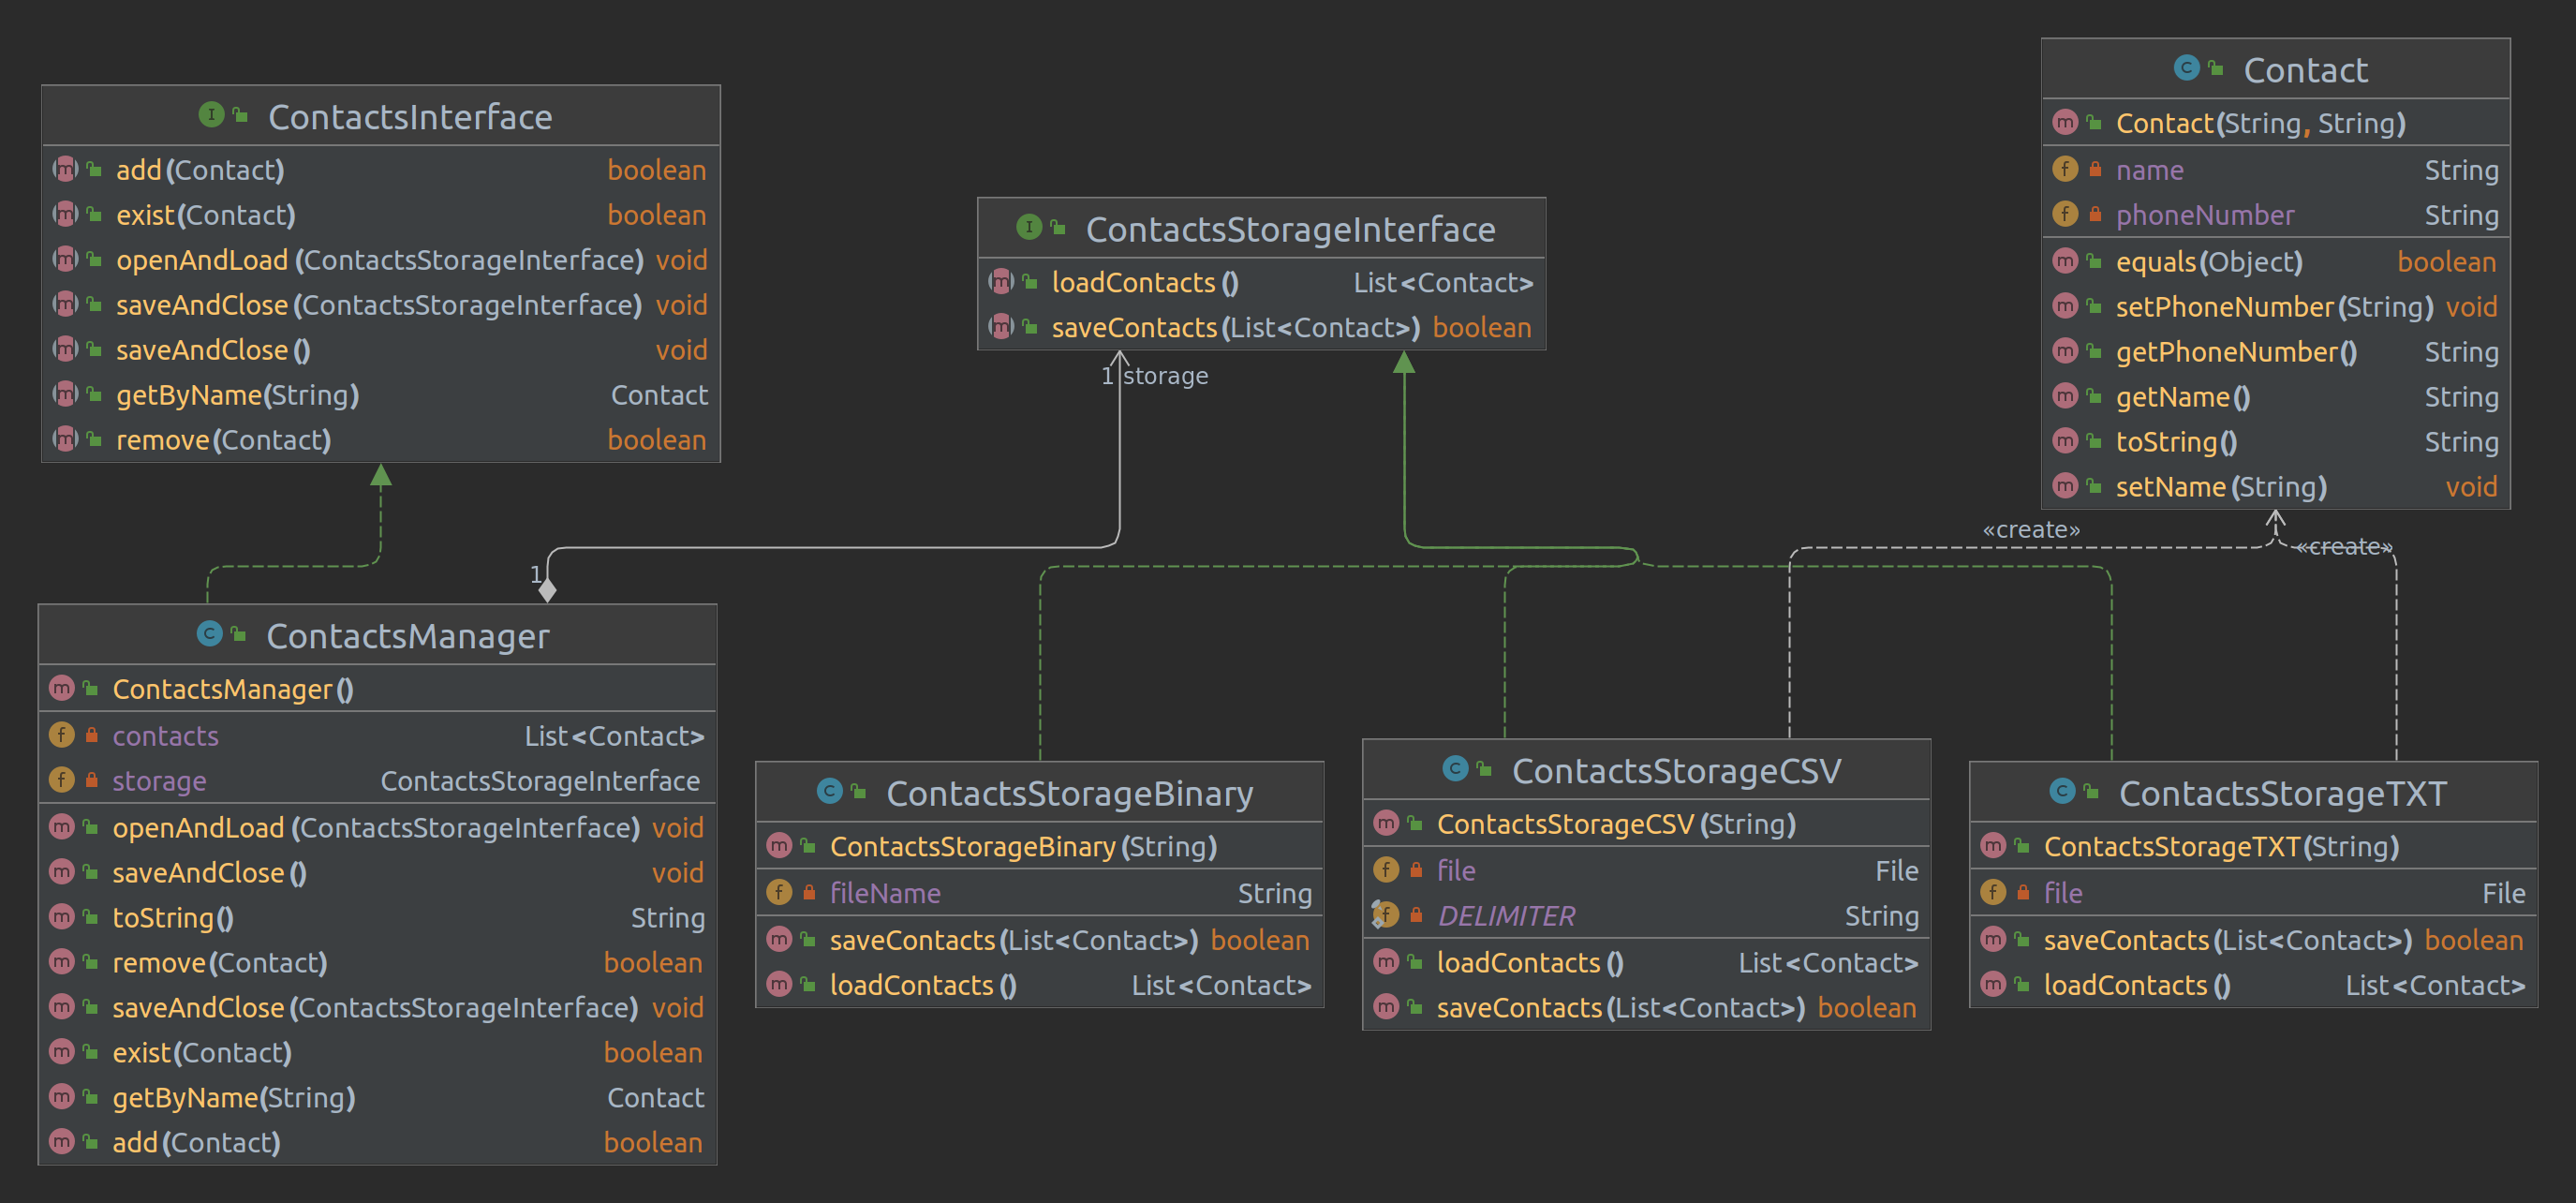 ContactsInterface
add(Contact) boolean
exist(Contact) boolean
openAndLoad(ContactsStorageInterface) void
saveAndClose(ContactsStorageInterface) void
saveAndClose() void
getByName(String) Contact
remove(Contact) boolean
ContactsStorageInterface
loadContacts() List<Contact>
saveContacts(List<Contact>) boolean
1 storage
Contact
Contact(String, String)
name String
phoneNumber String
equals(Object) boolean
setPhoneNumber(String) void
getPhoneNumber() String
getName() String
toString() String
setName(String) void
«create»
«create»
1
ContactsManager
ContactsManager()
contacts List<Contact>
storage ContactsStorageInterface
openAndLoad(ContactsStorageInterface) void
saveAndClose() void
toString() String
remove(Contact) boolean
saveAndClose(ContactsStorageInterface) void
exist(Contact) boolean
getByName(String) Contact
add(Contact) boolean
ContactsStorageBinary
ContactsStorageBinary(String)
fileName String
saveContacts(List<Contact>) boolean
loadContacts() List<Contact>
ContactsStorageCSV
ContactsStorageCSV(String)
file File
DELIMITER String
loadContacts() List<Contact>
saveContacts(List<Contact>) boolean
ContactsStorageTXT
ContactsStorageTXT(String)
file File
saveContacts(List<Contact>) boolean
loadContacts() List<Contact>